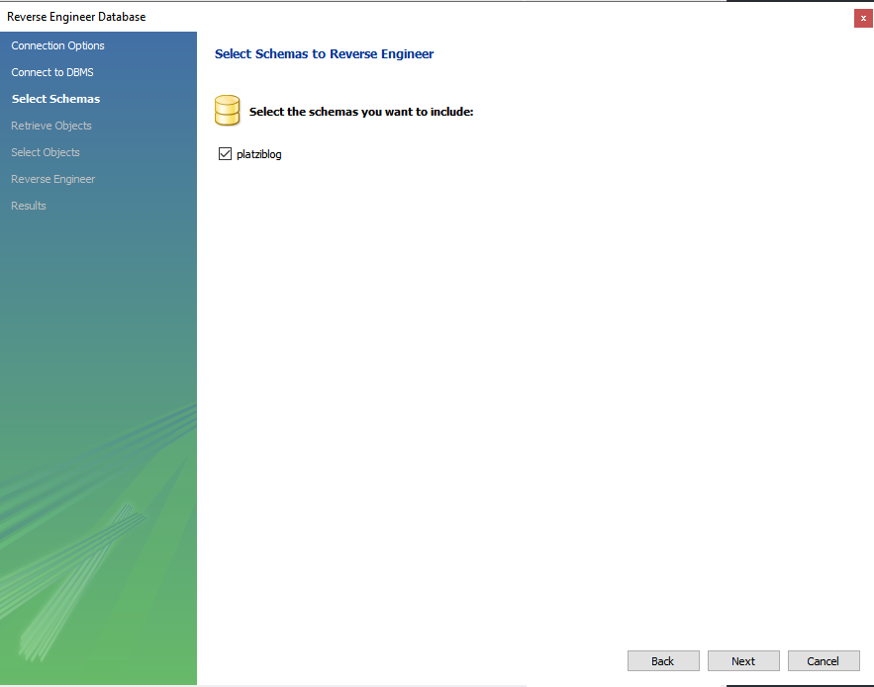 Reverse Engineer Database
x
Connection Options
Connect to DBMS
Select Schemas
Retrieve Objects
Select Objects
Reverse Engineer
Results
Select Schemas to Reverse Engineer
Select the schemas you want to include:
platziblog
Back
Next
Cancel